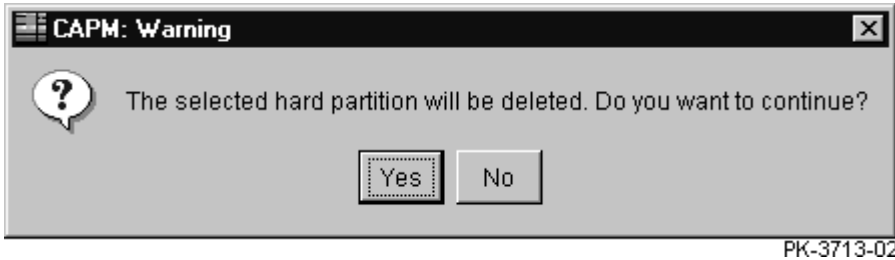 CAPM: Warning
The selected hard partition will be deleted. Do you want to continue?
Yes No
PK-3713-02